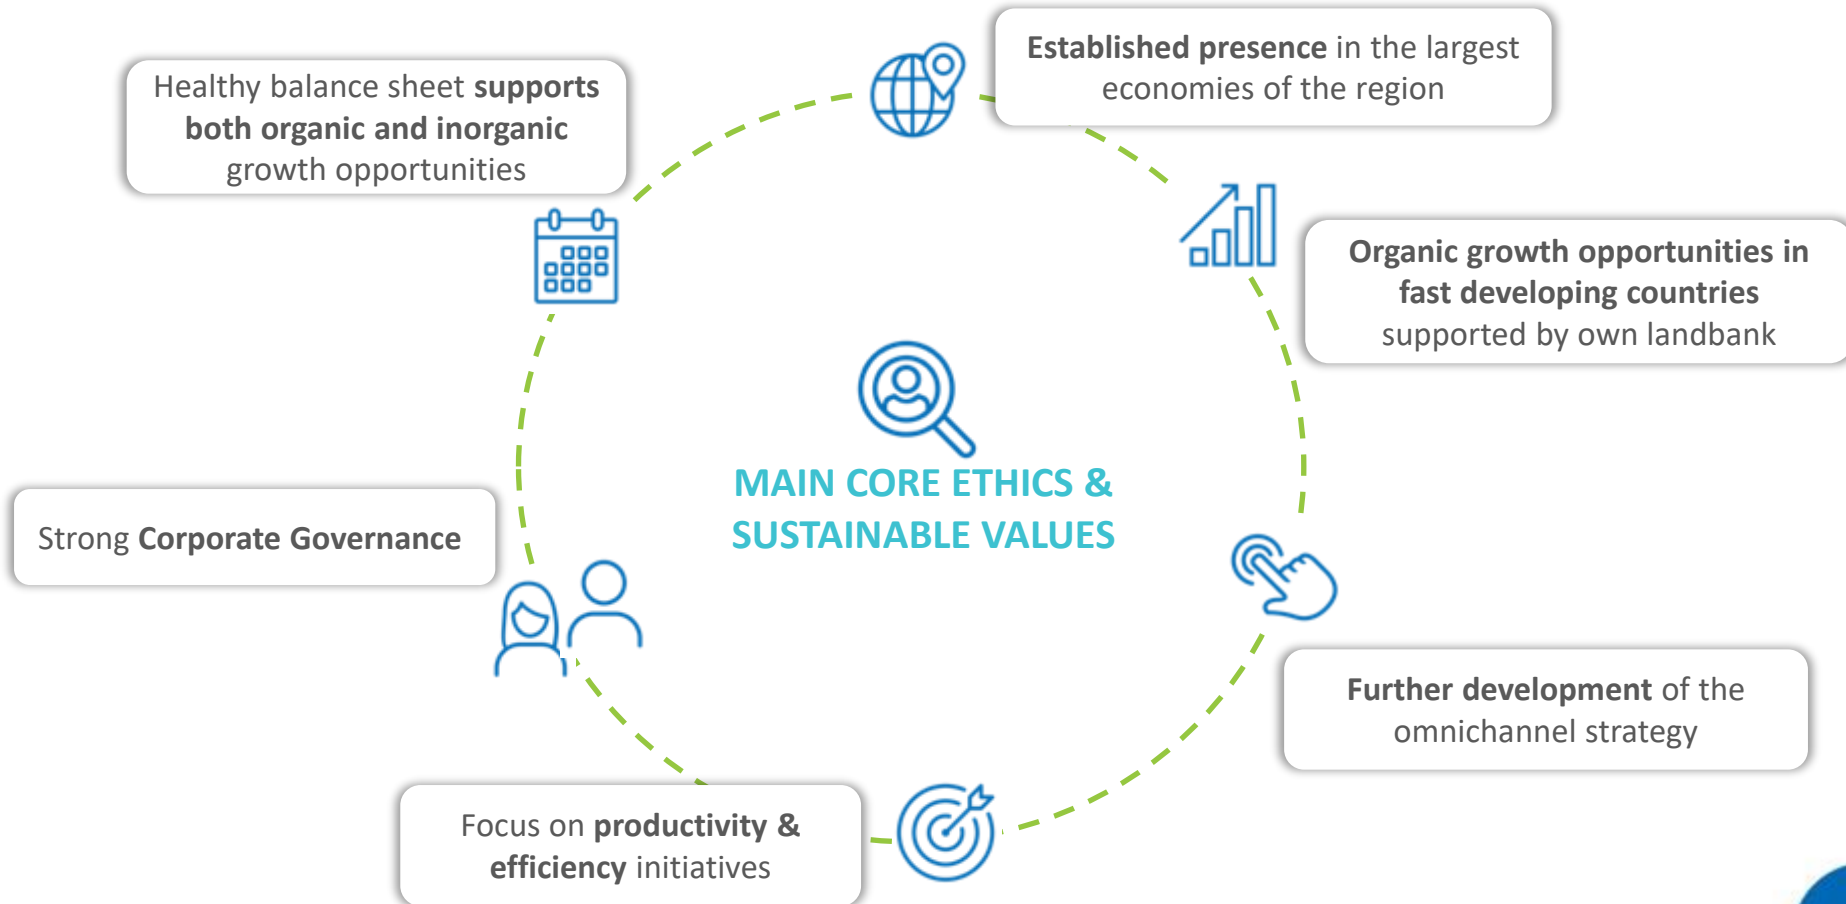 Established presence in the largest
economies of the region
Healthy balance sheet supports
both organic and inorganic
growth opportunities
Organic growth opportunities in
fast developing countries
supported by own landbank
MAIN CORE ETHICS &
SUSTAINABLE VALUES
Strong Corporate Governance
Further development of the
omnichannel strategy
Focus on productivity &
efficiency initiatives